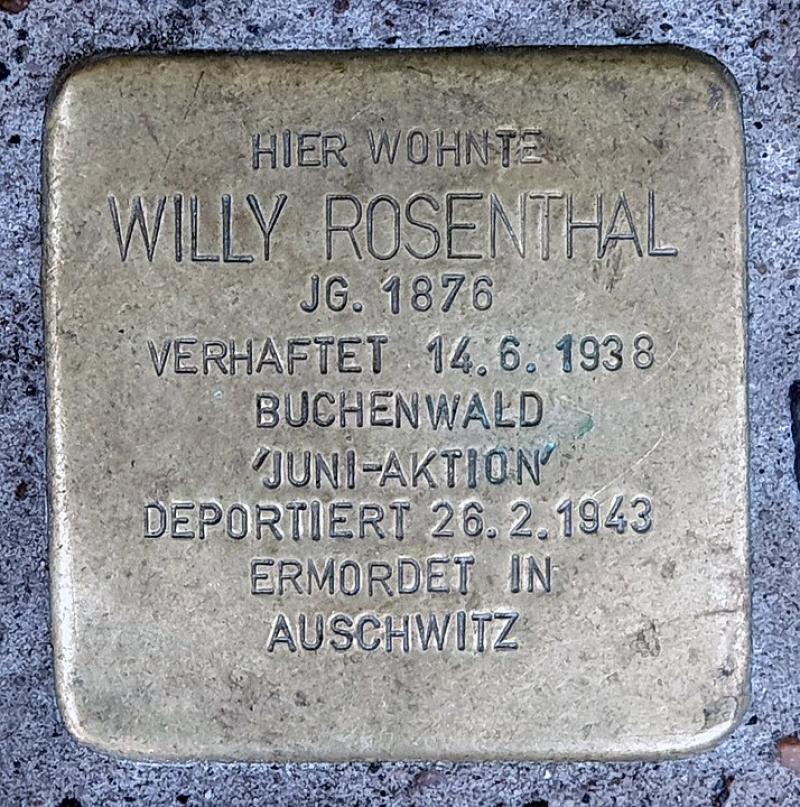 HIER WOHNTE
WILLY ROSENTHAL
JG. 1876
VERHAFTET 14.6.1938
BUCHENWALD
'JUNI-AKTION'
DEPORTIERT 26.2.1943
ERMORDET IN
AUSCHWITZ